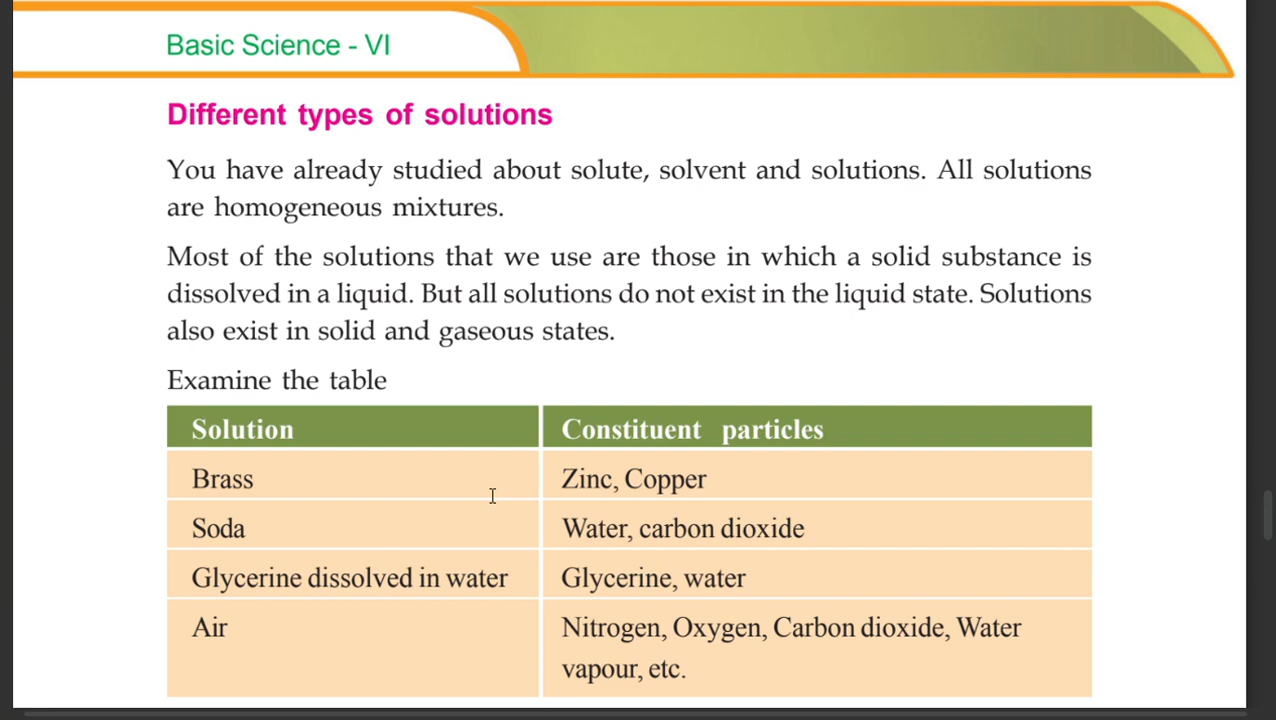 Basic Science - VI
Different types of solutions
You have already studied about solute, solvent and solutions. All solutions
are homogeneous mixtures.
Most of the solutions that we use are those in which a solid substance is
dissolved in a liquid. But all solutions do not exist in the liquid state. Solutions
also exist in solid and gaseous states.
Examine the table
Solution Constituent particles
Brass Zinc, Copper
Soda Water, carbon dioxide
Glycerine dissolved in water Glycerine, water
Air Nitrogen, Oxygen, Carbon dioxide, Water
vapour, etc.